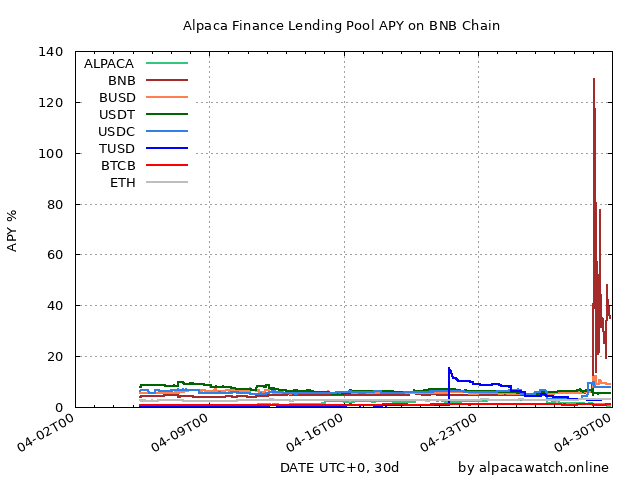 Alpaca Finance Lending Pool APY on BNB Chain
140
120
100
80
60
40
20
0
APY %
ALPACA
BNB
BUSD
USDT
USDC
TUSD
BTCB
ETH
04-02T00
04-09T00
04-16T00
04-23T00
04-30T00
DATE UTC+0, 30d
by alpacawatch.online